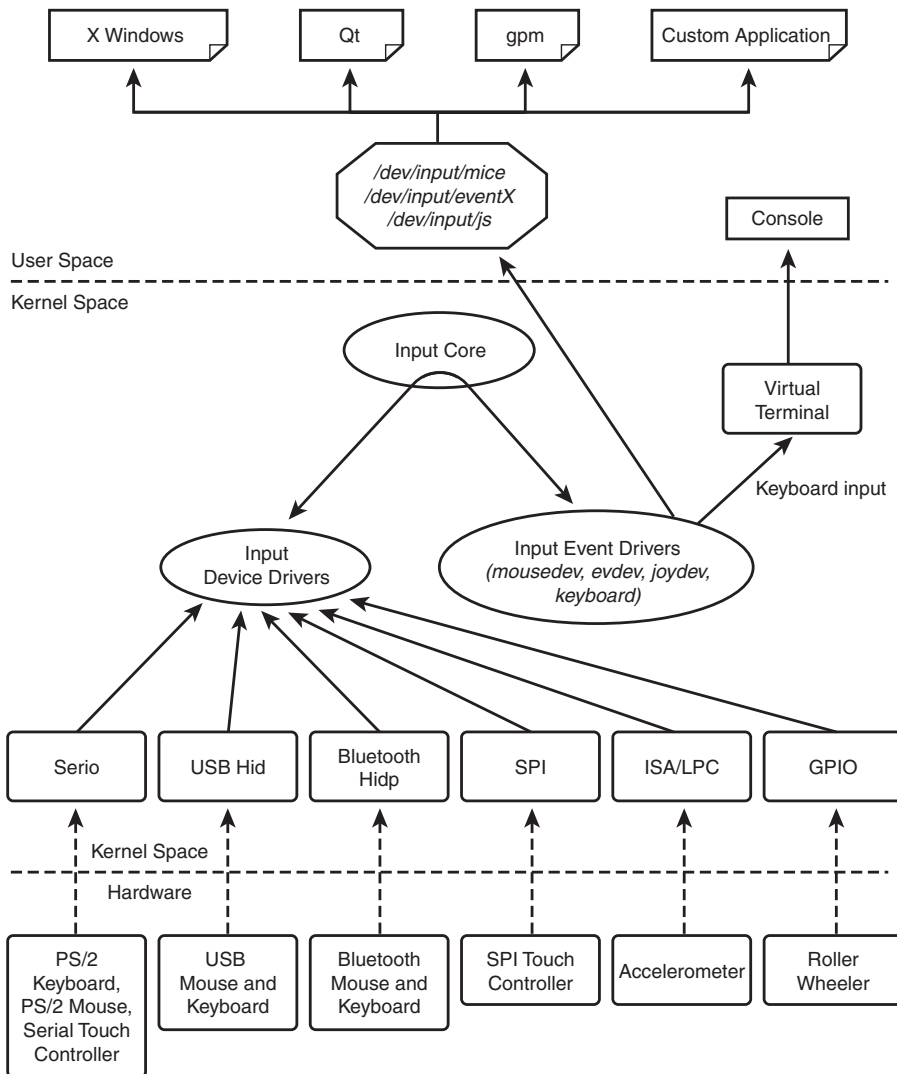 X Windows
Qt
gpm
Custom Application
/dev/input/mice
/dev/input/eventX
/dev/input/js
Console
User Space
Kernel Space
Input Core
Virtual
Terminal
Keyboard input
Input
Device Drivers
Input Event Drivers
(mousedev, evdev, joydev,
keyboard)
Serio
USB Hid
Bluetooth
Hidp
SPI
ISA/LPC
GPIO
Kernel Space
Hardware
PS/2
Keyboard,
PS/2 Mouse,
Serial Touch
Controller
USB
Mouse and
Keyboard
Bluetooth
Mouse and
Keyboard
SPI Touch
Controller
Accelerometer
Roller
Wheeler